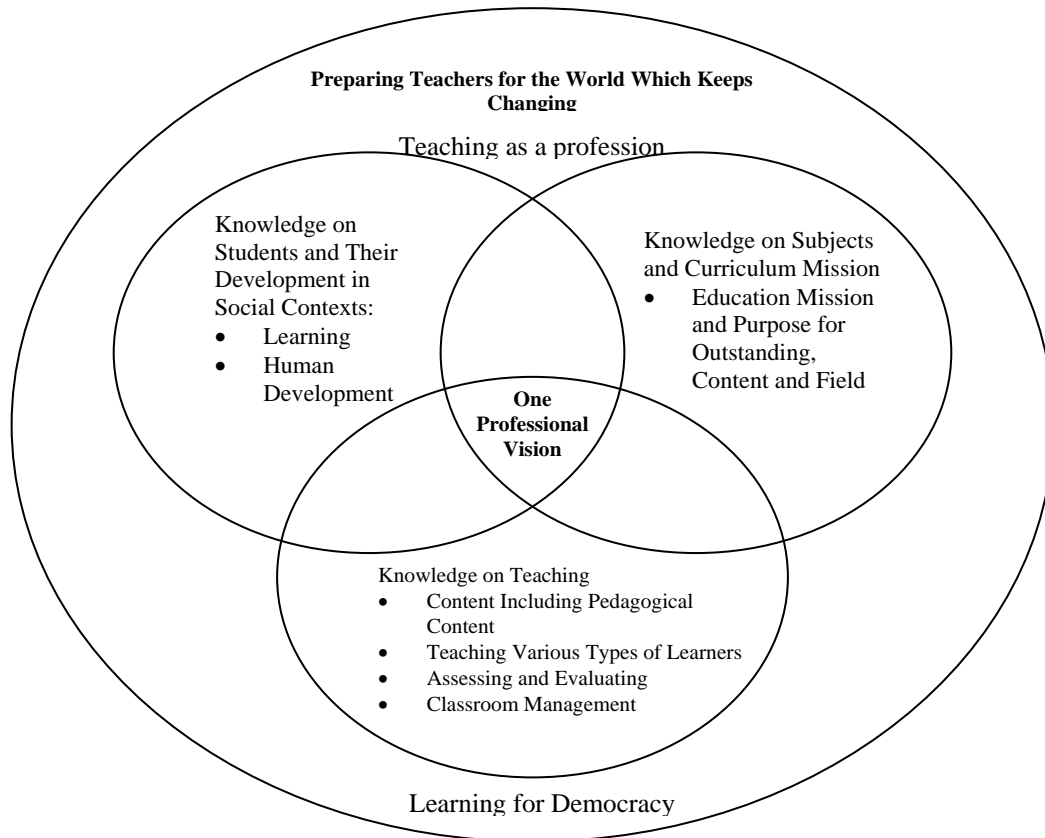 Preparing Teachers for the World Which Keeps
Changing
Teaching as a profession
Knowledge on
Students and Their
Development in
Social Contexts:
• Learning
• Human
Development
Knowledge on Subjects
and Curriculum Mission
• Education Mission
and Purpose for
Outstanding,
Content and Field
One
Professional
Vision
Knowledge on Teaching
• Content Including Pedagogical
Content
• Teaching Various Types of Learners
• Assessing and Evaluating
• Classroom Management
Learning for Democracy